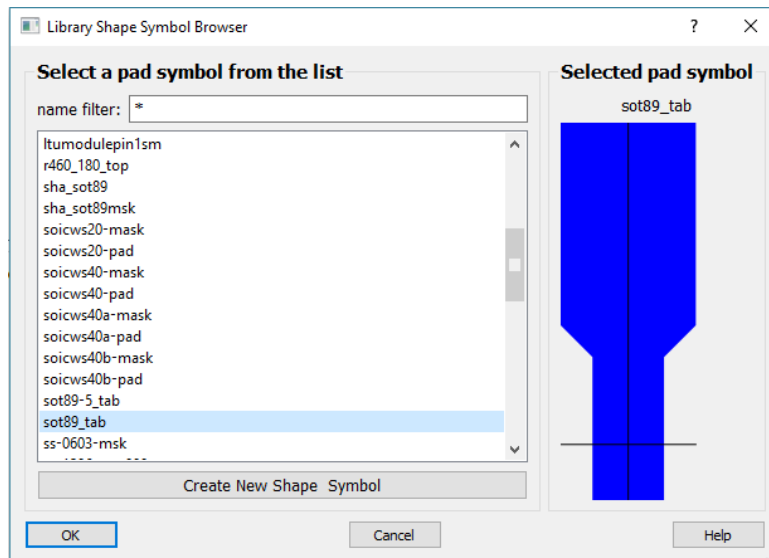 Library Shape Symbol Browser
Select a pad symbol from the list
name filter: *
ltumodulepin1sm
r460_180_top
sha_sot89
sha_sot89msk
soicws20-mask
soicws20-pad
soicws40-mask
soicws40-pad
soicws40a-mask
soicws40a-pad
soicws40b-mask
soicws40b-pad
sot89-5_tab
sot89_tab
ss-0603-msk
Create New Shape Symbol
Selected pad symbol
sot89_tab
OK
Cancel
Help